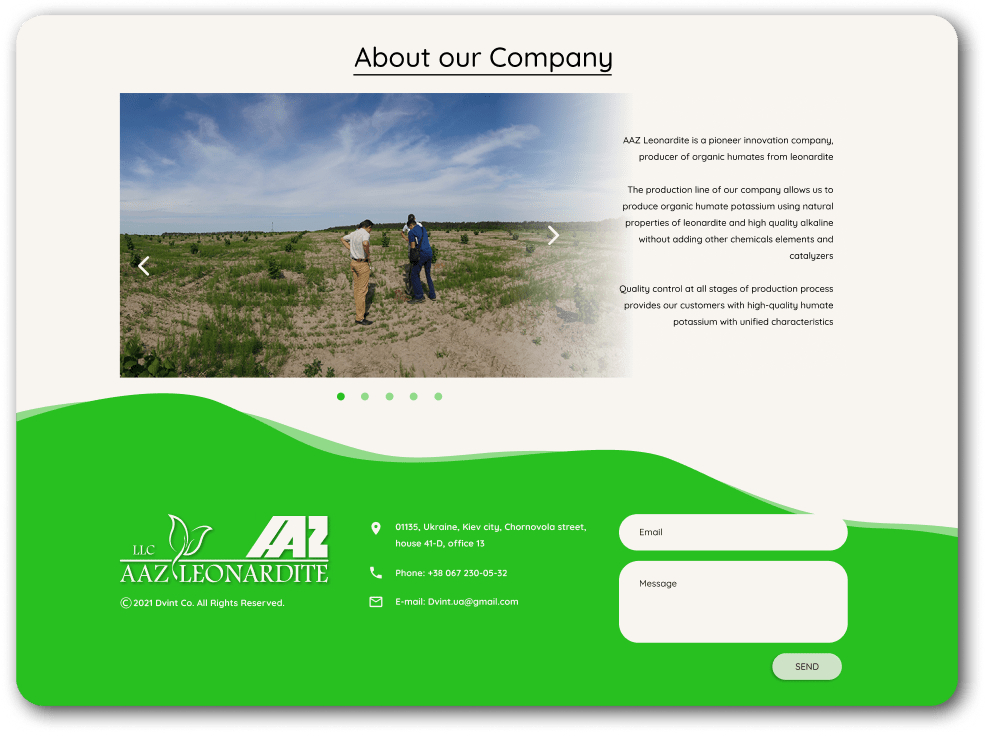 About our Company
AAZ Leonardite is a pioneer innovation company,
producer of organic humates from leonardite
The production line of our company allows us to
produce organic humate potassium using natural
properties of leonardite and high quality alkaline
without adding other chemicals elements and
catalyzers
Quality control at all stages of production process
provides our customers with high-quality humate
potassium with unified characteristics
LLC
AAZ
AAZ LEONARDITE
©2021 Dvint Co. All Rights Reserved.
01135, Ukraine, Kiev city, Chornovola street,
house 41-D, office 13
Phone: +38 067 230-05-32
E-mail: Dvint.ua@gmail.com
Email
Message
SEND